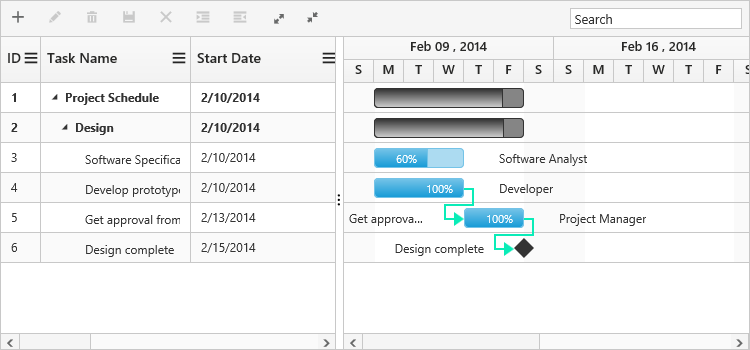 Search
ID Task Name Start Date
Feb 09 , 2014 Feb 16 , 2014
S M T W T F S S M T W T F S S
1 Project Schedule 2/10/2014
2 Design 2/10/2014
3 Software Specifica 2/10/2014 60% Software Analyst
4 Develop prototype 2/10/2014 100% Developer
5 Get approval from 2/13/2014 Get approva... 100% Project Manager
6 Design complete 2/15/2014 Design complete